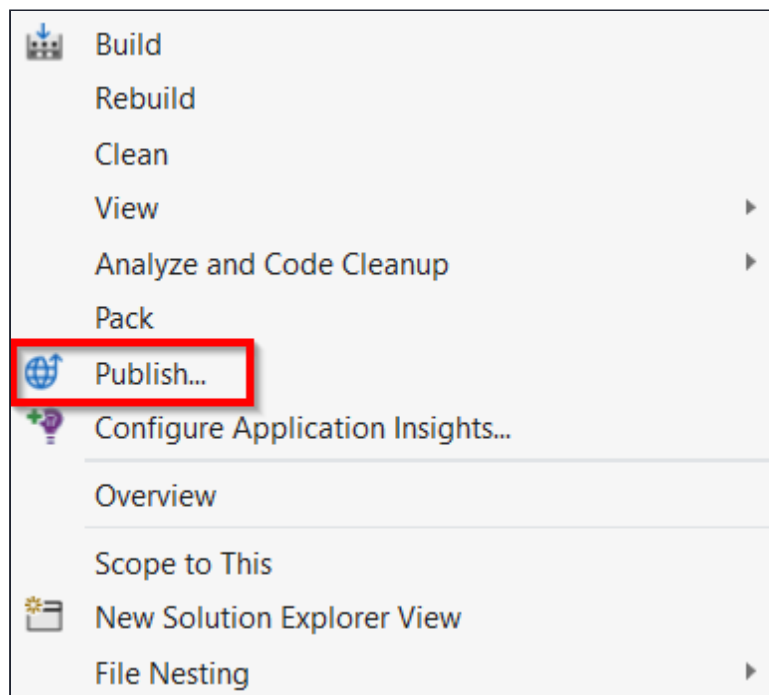 Build
Rebuild
Clean
View
Analyze and Code Cleanup
Pack
Publish...
Configure Application Insights...
Overview
Scope to This
New Solution Explorer View
File Nesting